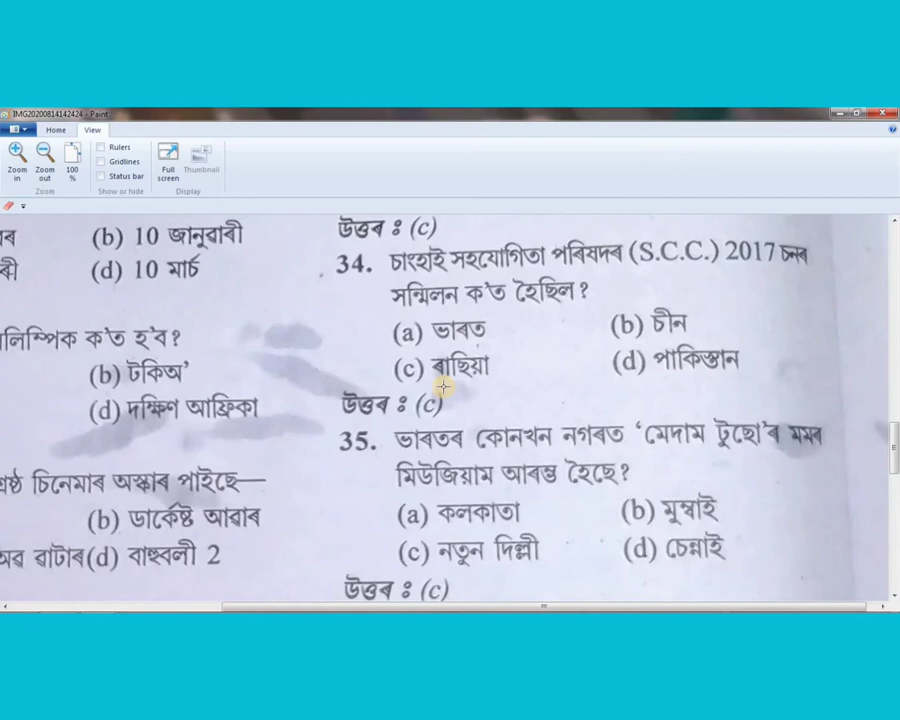 IMG20200814142424 - Paint
Home View
Zoom in
Zoom out
100 %
Rulers
Gridlines
Status bar
Full screen
Thumbnail
Zoom
Show or hide
Display
ৰ (b) 10 জানুৱাৰী
ৰী (d) 10 মাৰ্চ
লিম্পিক ক'ত হ'ব?
(b) টকিঅ'
(d) দক্ষিণ আফ্ৰিকা
চিনেমাৰ অস্কাৰ পাইছে—
(b) ডাৰ্কেষ্ট আৱাৰ
অৱ ৱাটাৰ (d) বাহুবলী 2
উত্তৰ : (c)
34. চাংহাই সহযোগিতা পৰিষদৰ (S.C.C.) 2017 চনৰ
সন্মিলন ক'ত হৈছিল?
(a) ভাৰত (b) চীন
(c) ৰাছিয়া (d) পাকিস্তান
উত্তৰ : (c)
35. ভাৰতৰ কোনখন নগৰত 'মেদাম টুছো'ৰ মমৰ
মিউজিয়াম আৰম্ভ হৈছে?
(a) কলকাতা (b) মুম্বাই
(c) নতুন দিল্লী (d) চেন্নাই
উত্তৰ : (c)